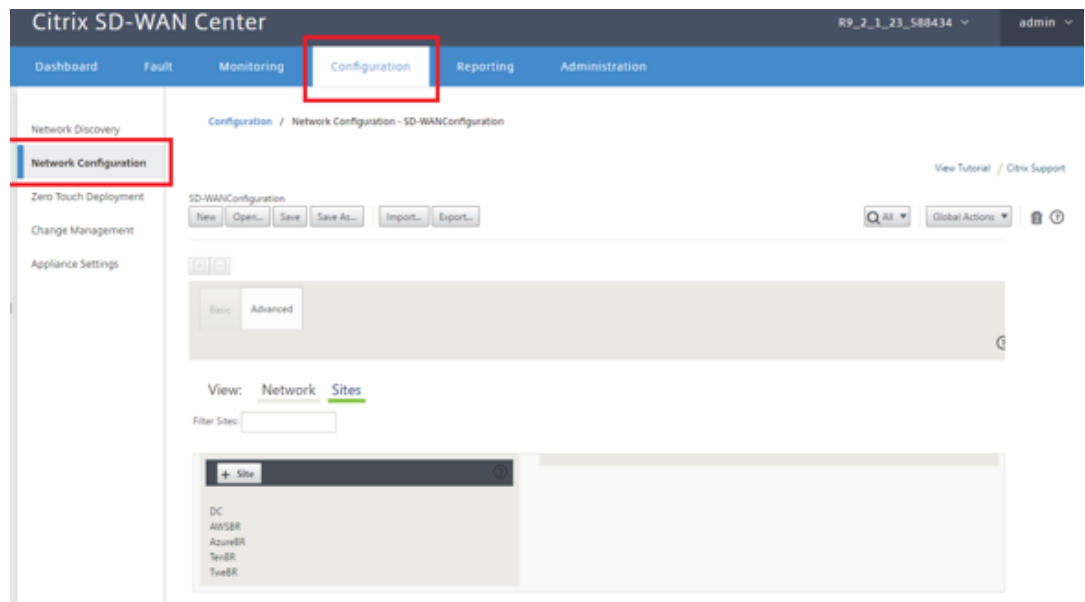 Citrix SD-WAN Center R9_2_1_23_588434 admin
Dashboard Fault Monitoring Configuration Reporting Administration
Network Discovery
Network Configuration
Zero Touch Deployment
Change Management
Appliance Settings
Configuration / Network Configuration - SD-WANConfiguration
View Tutorial / Citrix Support
SD-WANConfiguration
New Open... Save Save As... Import... Export... All Global Actions
Basic Advanced
View: Network Sites
Filter Sites:
+ Site
DC
AWSBR
AzureBR
TenBR
TweBR